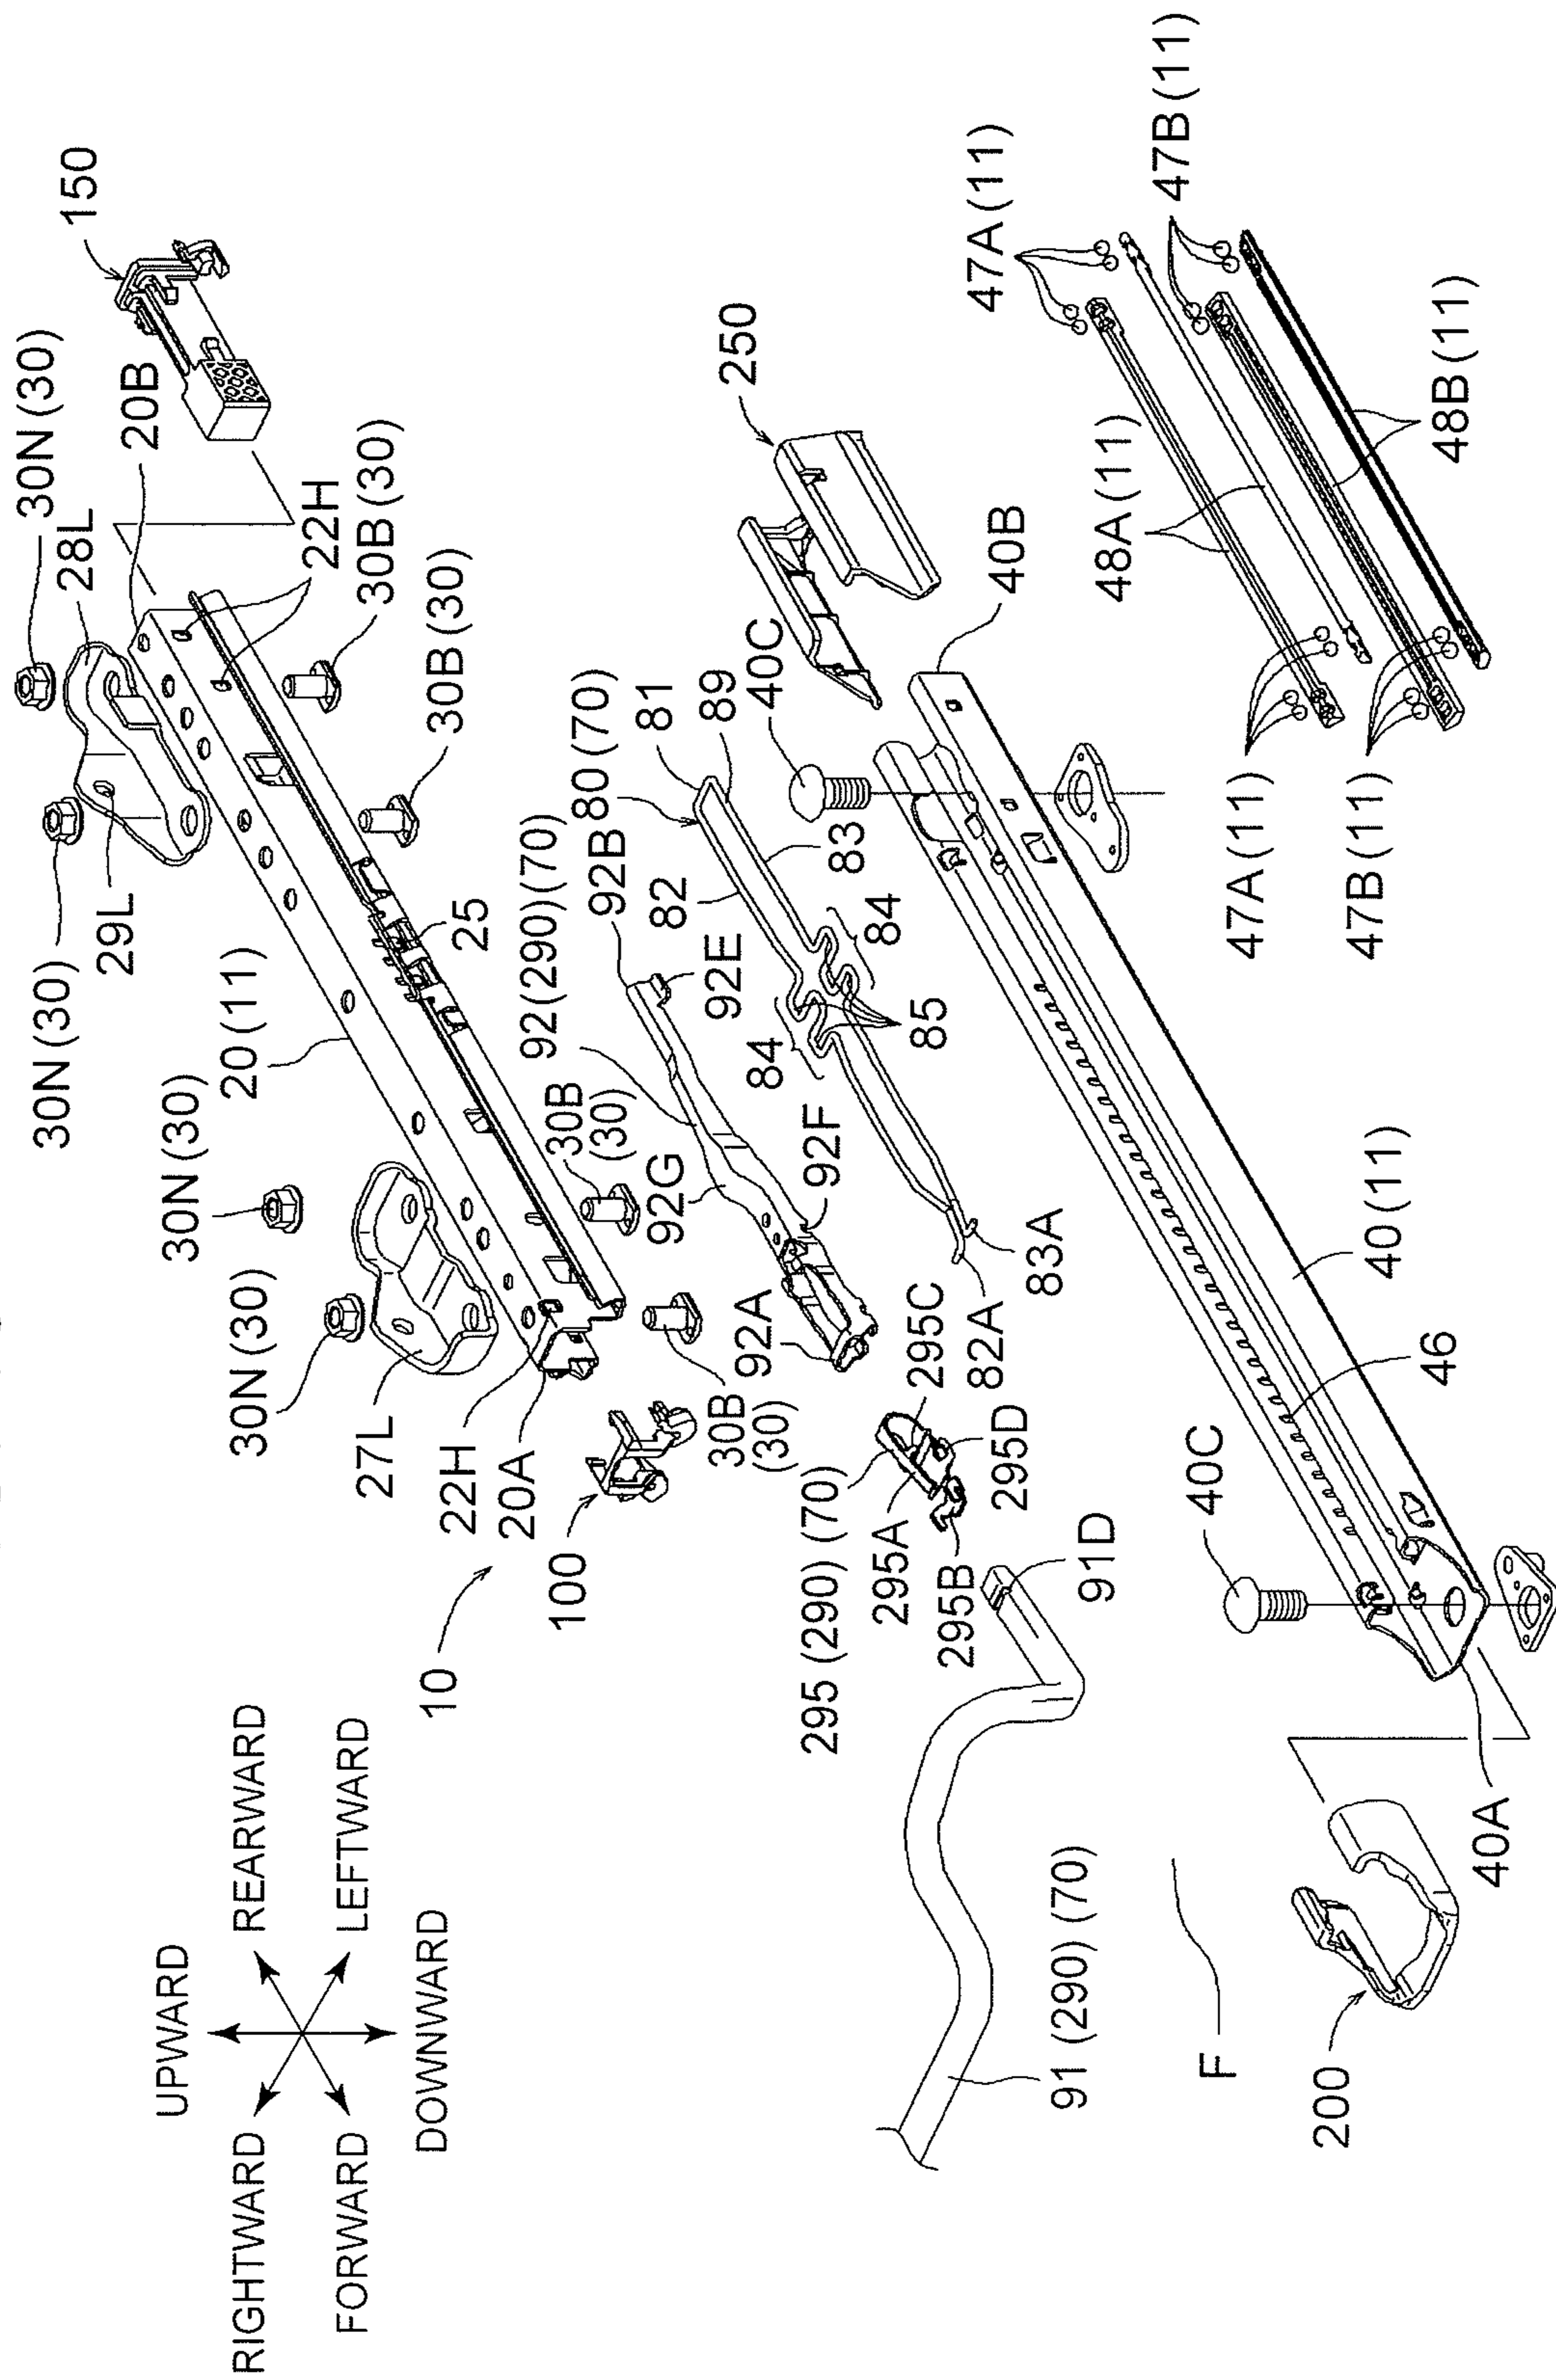 UPWARD
RIGHTWARD
REARWARD
FORWARD
LEFTWARD
DOWNWARD
10
30N (30)
30N (30)
30N (30)
30N (30)
28L
29L
27L
20 (11)
20B
150
22H
30B (30)
30B (30)
25
22H
20A
100
30B
(30)
30B
(30)
92 (290) (70)
92B
92E
92G
92F
92A
80 (70)
81
89
82
83
84
84
85
82A
83A
250
40C
40B
295 (290) (70)
295A
295B
295C
295D
91D
91 (290) (70)
F
200
40A
40C
46
40 (11)
47A (11)
47A (11)
47B (11)
47B (11)
48A (11)
48B (11)